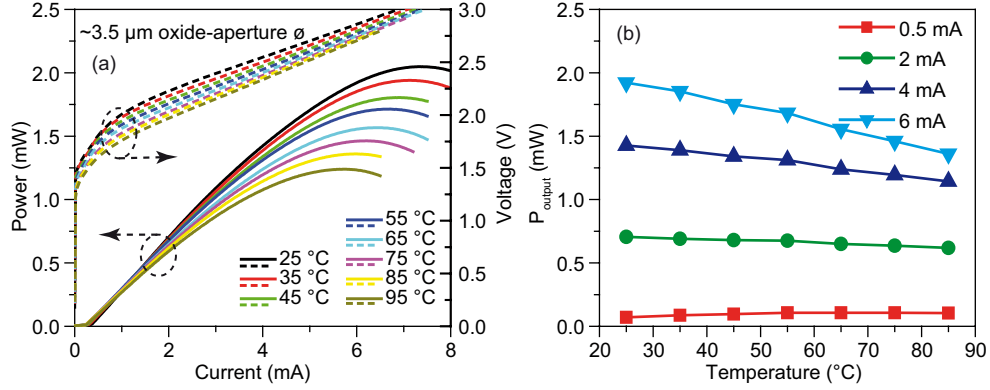 2.5
2.0
1.5
1.0
0.5
0.0
Power (mW)
~3.5 µm oxide-aperture ø
(a)
3.0
2.5
2.0
1.5
1.0
0.5
0.0
Voltage (V)
25 °C
35 °C
45 °C
55 °C
65 °C
75 °C
85 °C
95 °C
0 2 4 6 8
Current (mA)
2.5
2.0
1.5
1.0
0.5
0.0
P output (mW)
(b)
0.5 mA
2 mA
4 mA
6 mA
20 30 40 50 60 70 80 90
Temperature (°C)